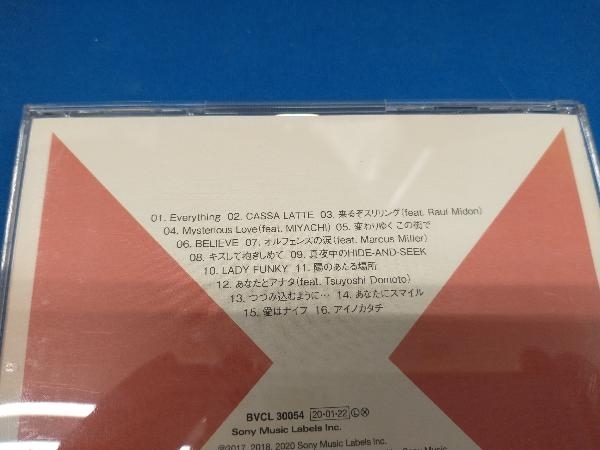 01. Everything 02. CASSA LATTE 03. 来るぞスリリング(feat. Raul Midon)
04. Mysterious Love(feat. MIYACHI) 05. 変わりゆく この街で
06. BELIEVE 07. オルフェンズの涙(feat. Marcus Miller)
08. キスして抱きしめて 09. 真夜中のHIDE-AND-SEEK
10. LADY FUNKY 11. 陽のあたる場所
12. あなたとアナタ(feat. Tsuyoshi Domoto)
13. つつみ込むように… 14. あなたにスマイル
15. 愛はナイフ 16. アイノカタチ
BVCL 30054 20·01·22 Ⓛ Ⓧ
Sony Music Labels Inc.
℗2017, 2018, 2020 Sony Music Labels Inc.
Sony Music